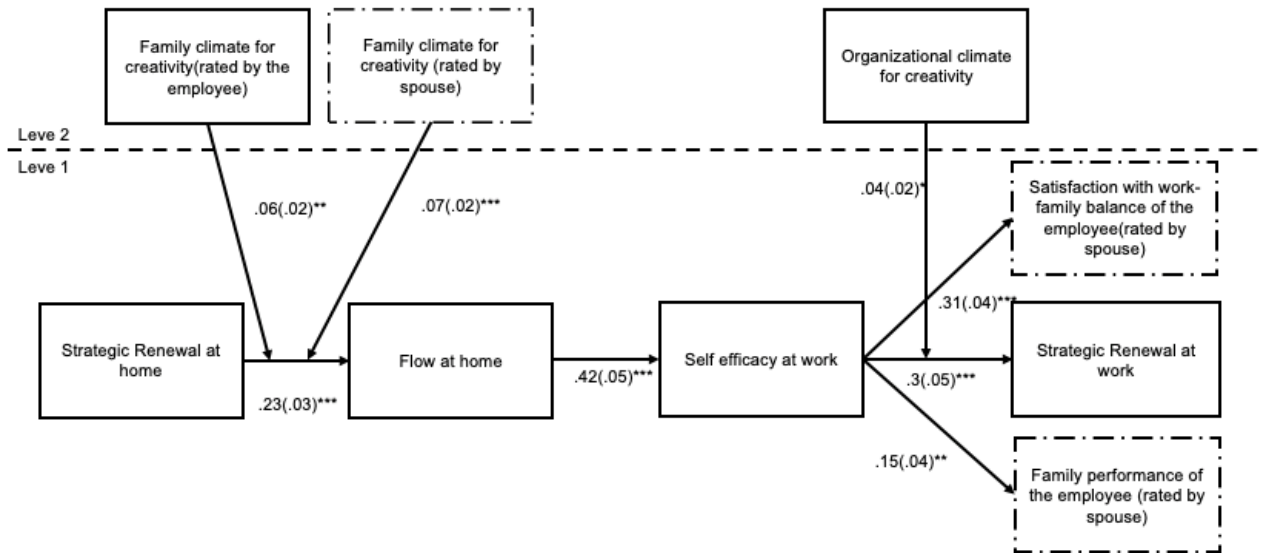 Family climate for
creativity(rated by the
employee)
Family climate for
creativity (rated by
spouse)
Organizational climate
for creativity
Leve 2
Leve 1
.06(.02)**
.07(.02)***
.04(.02)*
Satisfaction with work-
family balance of the
employee(rated by
spouse)
Strategic Renewal at
home
.23(.03)***
Flow at home
.42(.05)***
Self efficacy at work
.31(.04)***
.3(.05)***
Strategic Renewal at
work
.15(.04)**
Family performance of
the employee (rated by
spouse)